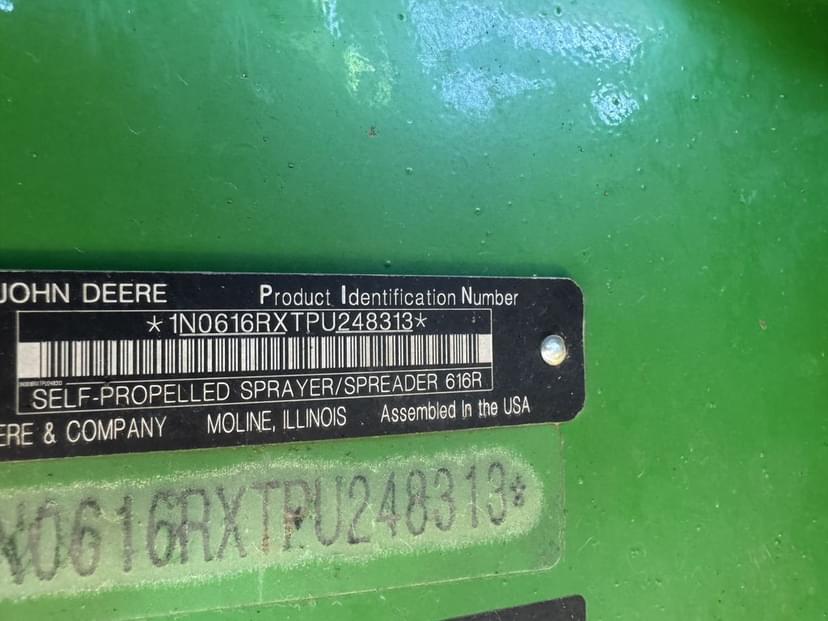 JOHN DEERE Product Identification Number
*1N0616RXTPU248313*
SELF-PROPELLED SPRAYER/SPREADER 616R
ERE & COMPANY MOLINE, ILLINOIS Assembled In the USA
N0616RXTPU248313*